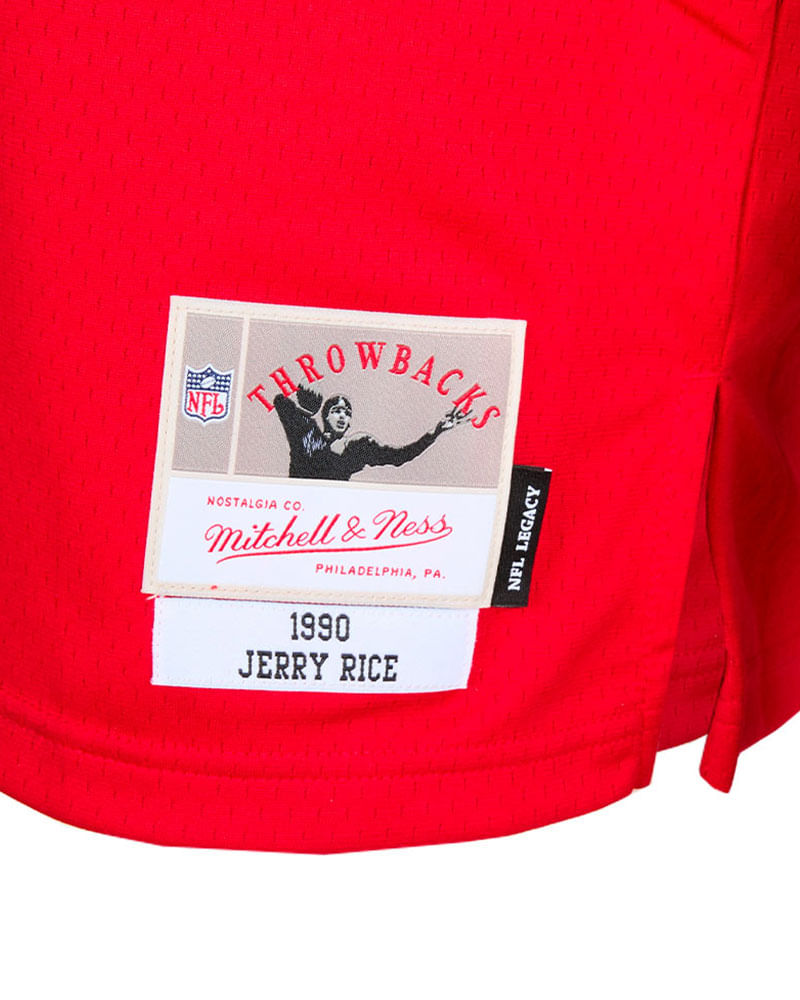 THROWBACKS
NFL
NOSTALGIA CO.
Mitchell & Ness
PHILADELPHIA, PA.
NFL LEGACY
1990
JERRY RICE